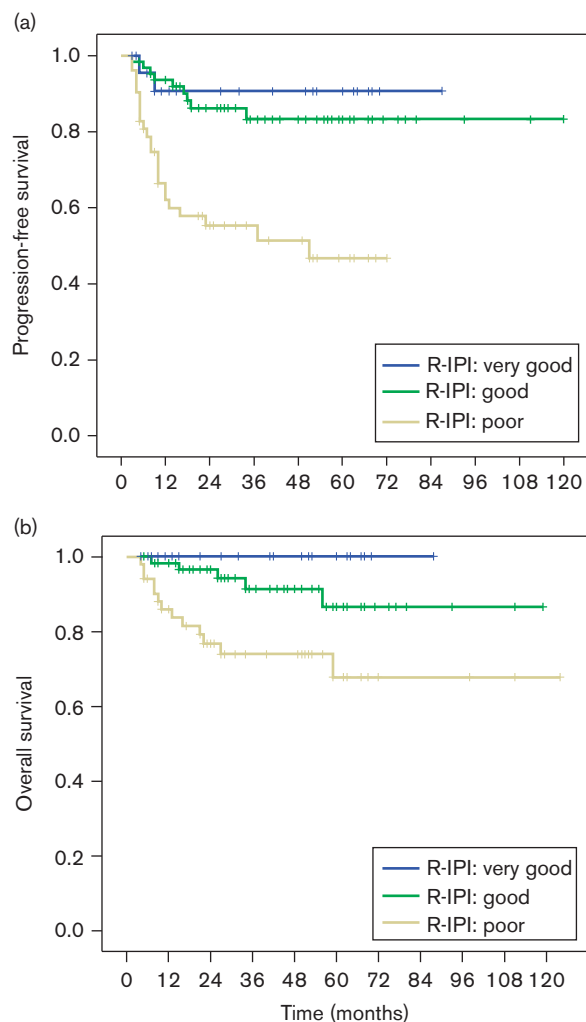 (a)
1.0
0.8
0.6
0.4
0.2
0.0
Progression-free survival
R-IPI: very good
R-IPI: good
R-IPI: poor
0 12 24 36 48 60 72 84 96 108 120
(b)
1.0
0.8
0.6
0.4
0.2
0.0
Overall survival
R-IPI: very good
R-IPI: good
R-IPI: poor
0 12 24 36 48 60 72 84 96 108 120
Time (months)